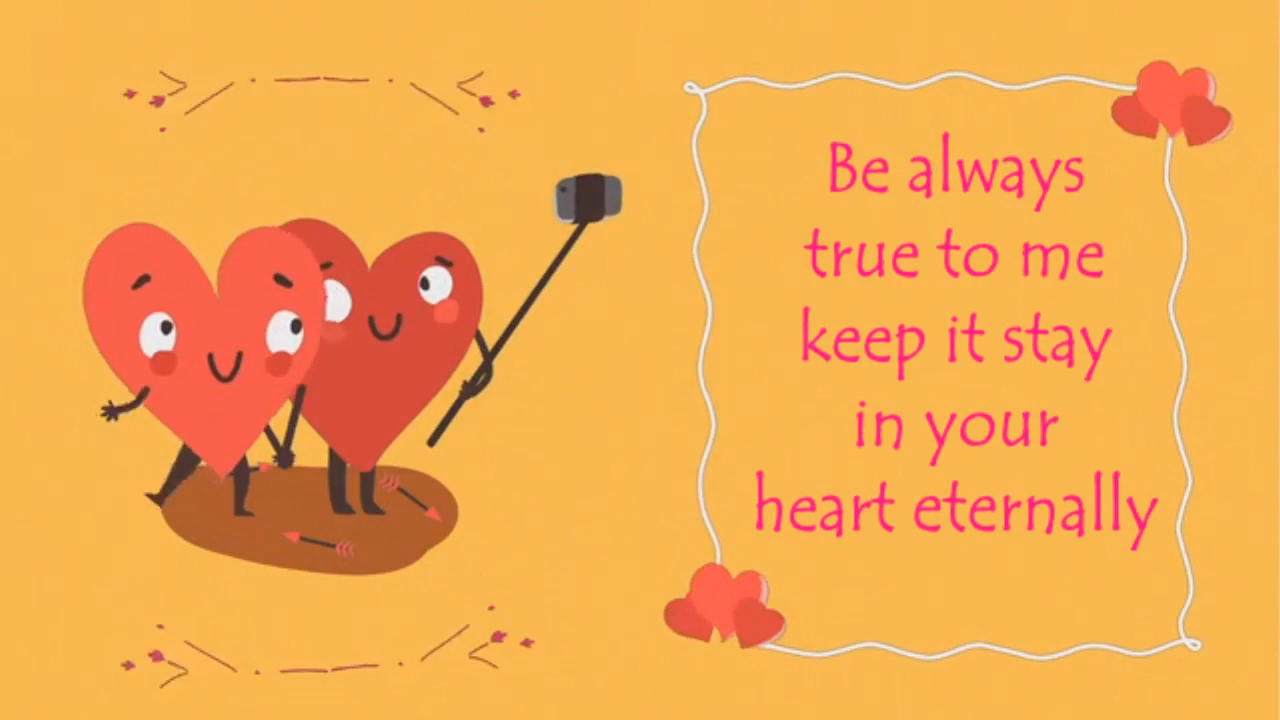 Be always
true to me
keep it stay
in your
heart eternally